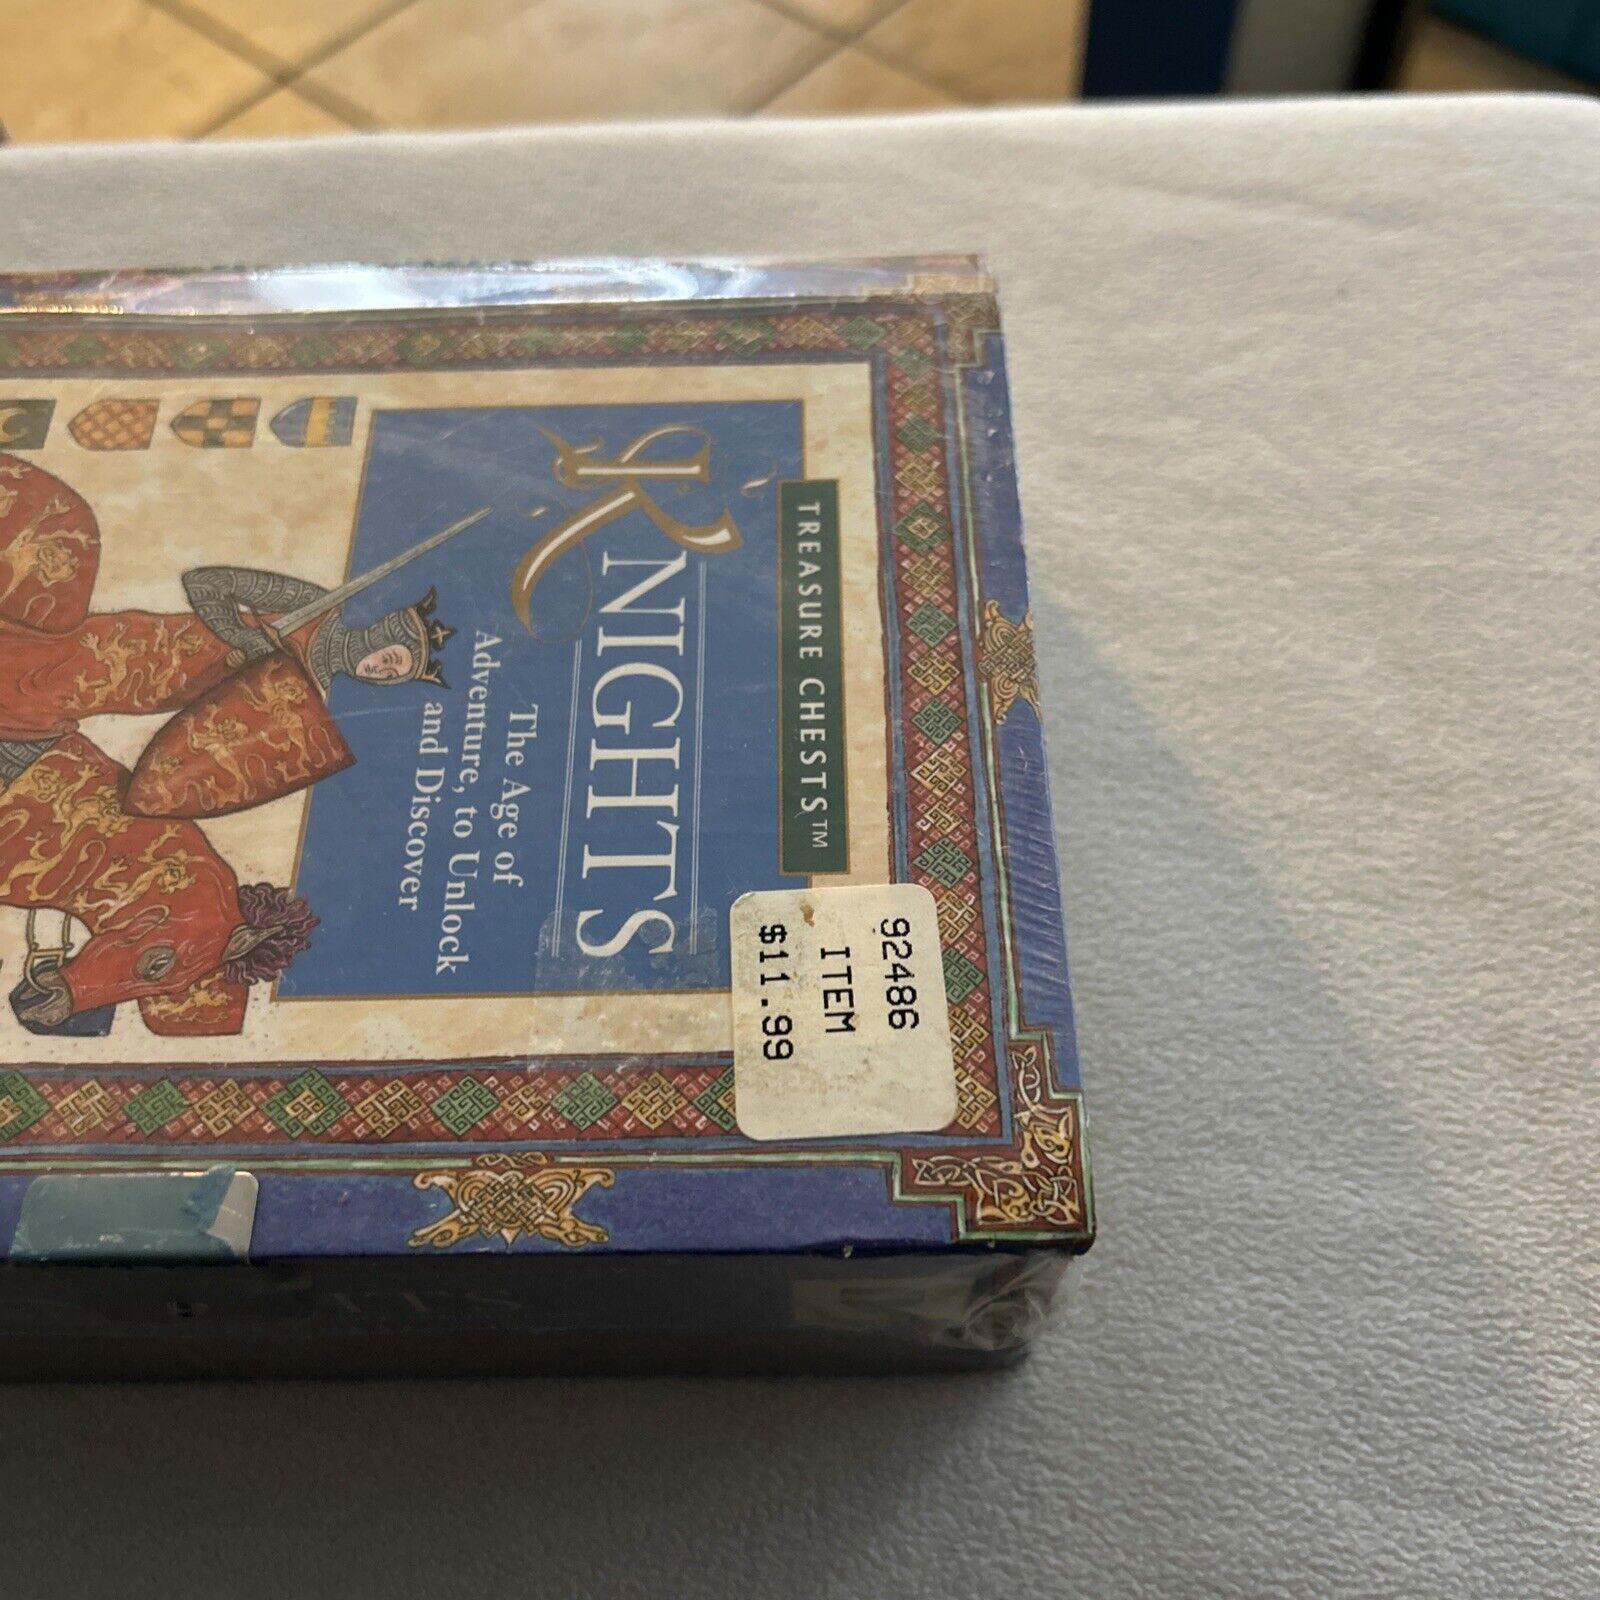 TREASURE CHESTS™
KNIGHTS
The Age of
Adventure, to Unlock
and Discover
92486
ITEM
$11.99